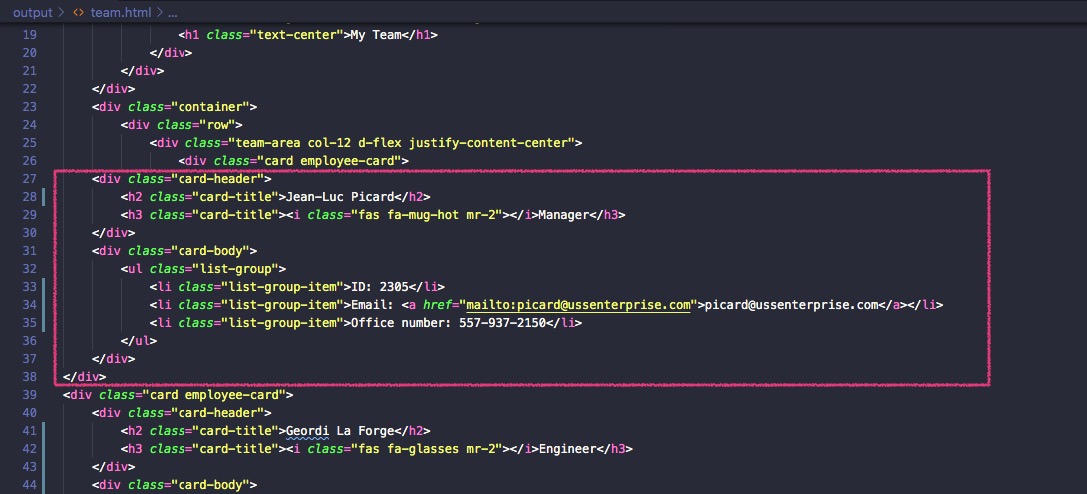 output > <> team.html > ...
19 <h1 class="text-center">My Team</h1>
20 </div>
21 </div>
22 </div>
23 <div class="container">
24 <div class="row">
25 <div class="team-area col-12 d-flex justify-content-center">
26 <div class="card employee-card">
27 <div class="card-header">
28 <h2 class="card-title">Jean-Luc Picard</h2>
29 <h3 class="card-title"><i class="fas fa-mug-hot mr-2"></i>Manager</h3>
30 </div>
31 <div class="card-body">
32 <ul class="list-group">
33 <li class="list-group-item">ID: 2305</li>
34 <li class="list-group-item">Email: <a href="mailto:picard@ussenterprise.com">picard@ussenterprise.com</a></li>
35 <li class="list-group-item">Office number: 557-937-2150</li>
36 </ul>
37 </div>
38 </div>
39 <div class="card employee-card">
40 <div class="card-header">
41 <h2 class="card-title">Geordi La Forge</h2>
42 <h3 class="card-title"><i class="fas fa-glasses mr-2"></i>Engineer</h3>
43 </div>
44 <div class="card-body">